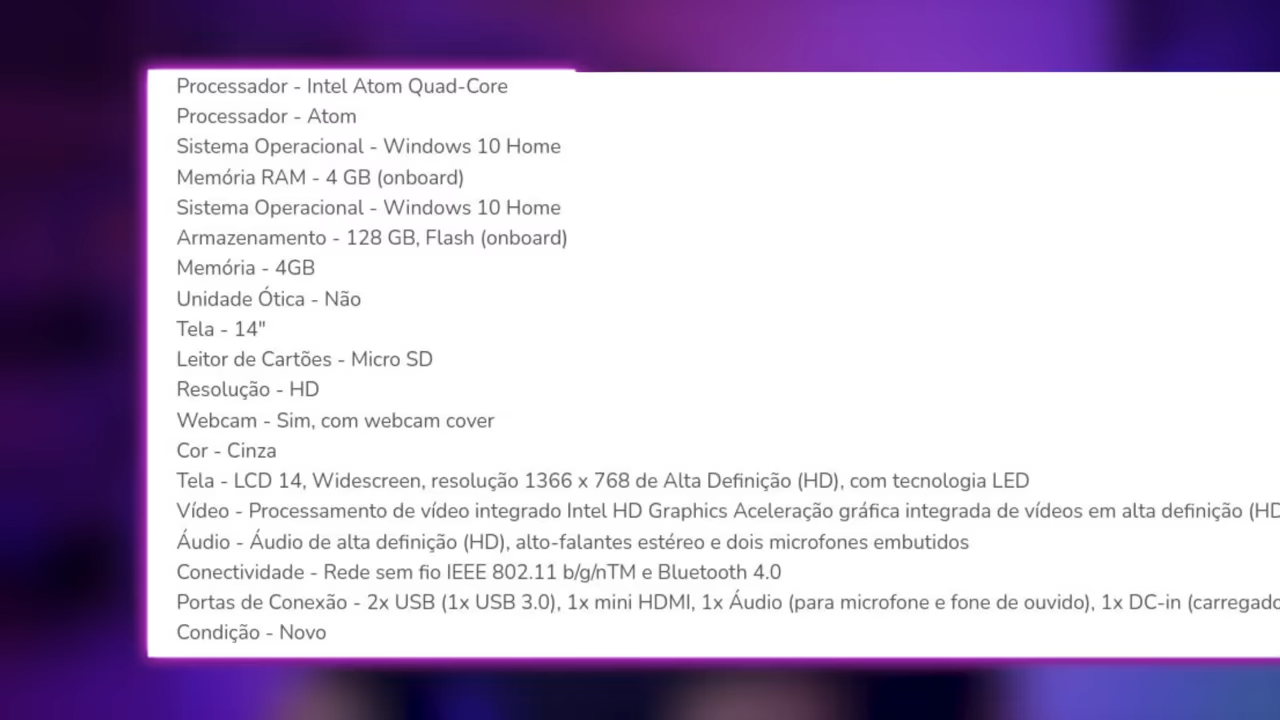 Processador - Intel Atom Quad-Core
Processador - Atom
Sistema Operacional - Windows 10 Home
Memória RAM - 4 GB (onboard)
Sistema Operacional - Windows 10 Home
Armazenamento - 128 GB, Flash (onboard)
Memória - 4GB
Unidade Ótica - Não
Tela - 14"
Leitor de Cartões - Micro SD
Resolução - HD
Webcam - Sim, com webcam cover
Cor - Cinza
Tela - LCD 14, Widescreen, resolução 1366 x 768 de Alta Definição (HD), com tecnologia LED
Vídeo - Processamento de vídeo integrado Intel HD Graphics Aceleração gráfica integrada de vídeos em alta definição (HD
Áudio - Áudio de alta definição (HD), alto-falantes estéreo e dois microfones embutidos
Conectividade - Rede sem fio IEEE 802.11 b/g/nTM e Bluetooth 4.0
Portas de Conexão - 2x USB (1x USB 3.0), 1x mini HDMI, 1x Áudio (para microfone e fone de ouvido), 1x DC-in (carregado
Condição - Novo